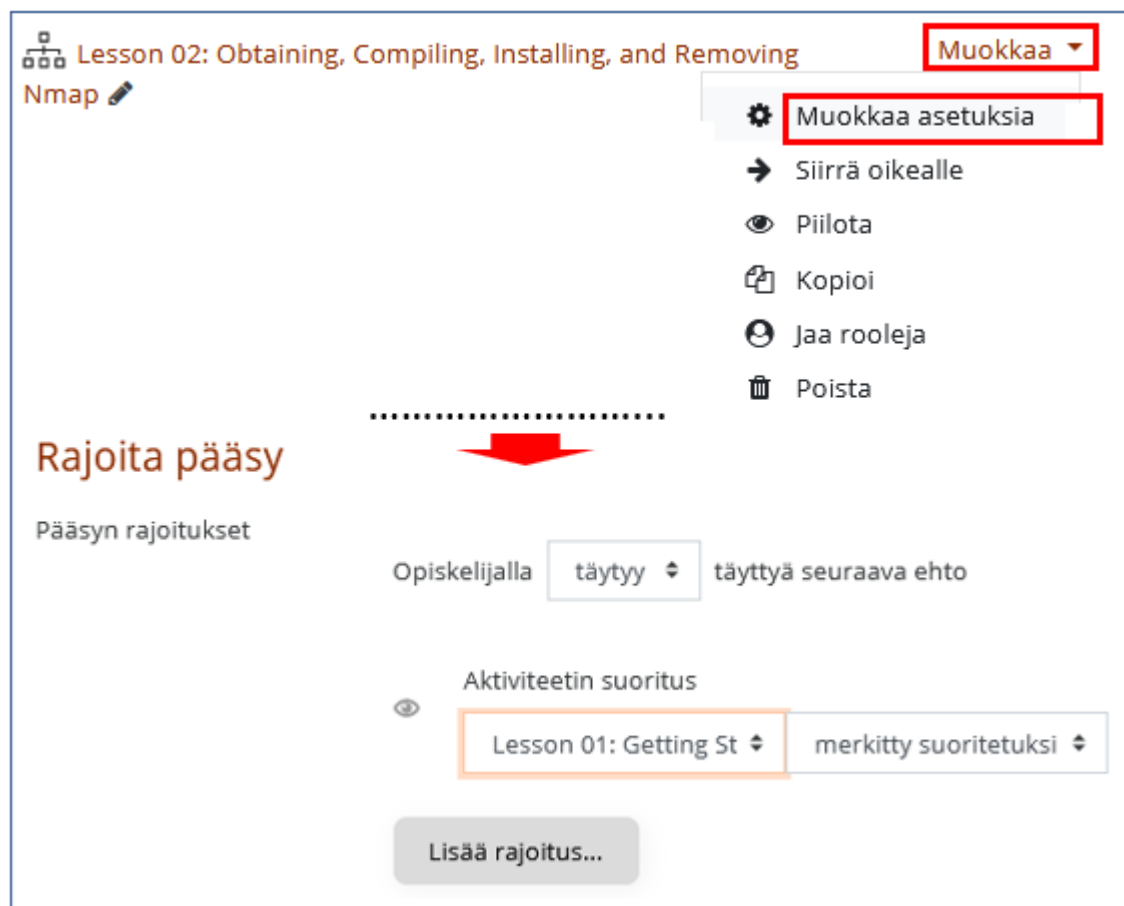 Lesson 02: Obtaining, Compiling, Installing, and Removing
Nmap
Muokkaa
Muokkaa asetuksia
Siirrä oikealle
Piilota
Kopioi
Jaa rooleja
Poista
Rajoita pääsy
Pääsyn rajoitukset
Opiskelijalla täytyy täyttyä seuraava ehto
Aktiviteetin suoritus
Lesson 01: Getting St merkitty suoritetuksi
Lisää rajoitus...